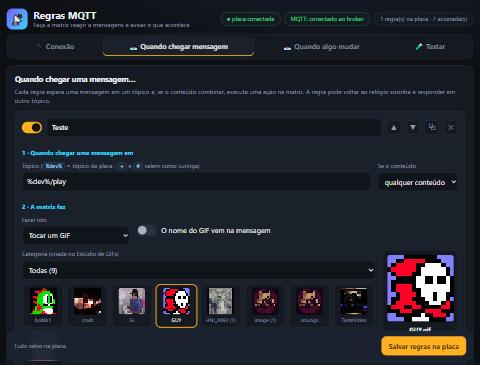 Regras MQTT
Faça a matriz reagir a mensagens e avisar o que acontece
placa conectada
MQTT: conectado ao broker
1 regra(s) na placa · 7 acionada(s)
Conexão
Quando chegar mensagem
Quando algo mudar
Testar
Quando chegar uma mensagem...
Cada regra espera uma mensagem em um tópico e, se o conteúdo combinar, executa uma ação na matriz. A regra pode voltar ao relógio sozinha e responder em
outro tópico.
Teste
1 · Quando chegar uma mensagem em
Tópico ( %dev% = tópico da placa · + e # valem como curinga)
Se o conteúdo
%dev%/play
qualquer conteúdo
2 · A matriz faz
Fazer isto
Tocar um GIF
O nome do GIF vem na mensagem
Categoria (criada no Estúdio de GIFs)
Todas (9)
GUY
image (1)
GUY.gif
Tudo salvo na placa.
Salvar regras na placa